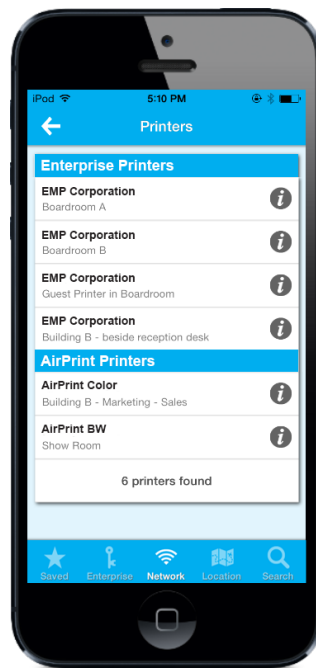 iPod 5:10 PM
Printers
Enterprise Printers
EMP Corporation
Boardroom A
EMP Corporation
Boardroom B
EMP Corporation
Guest Printer in Boardroom
EMP Corporation
Building B - beside reception desk
AirPrint Printers
AirPrint Color
Building B - Marketing - Sales
AirPrint BW
Show Room
6 printers found
Saved Enterprise Network Location Search